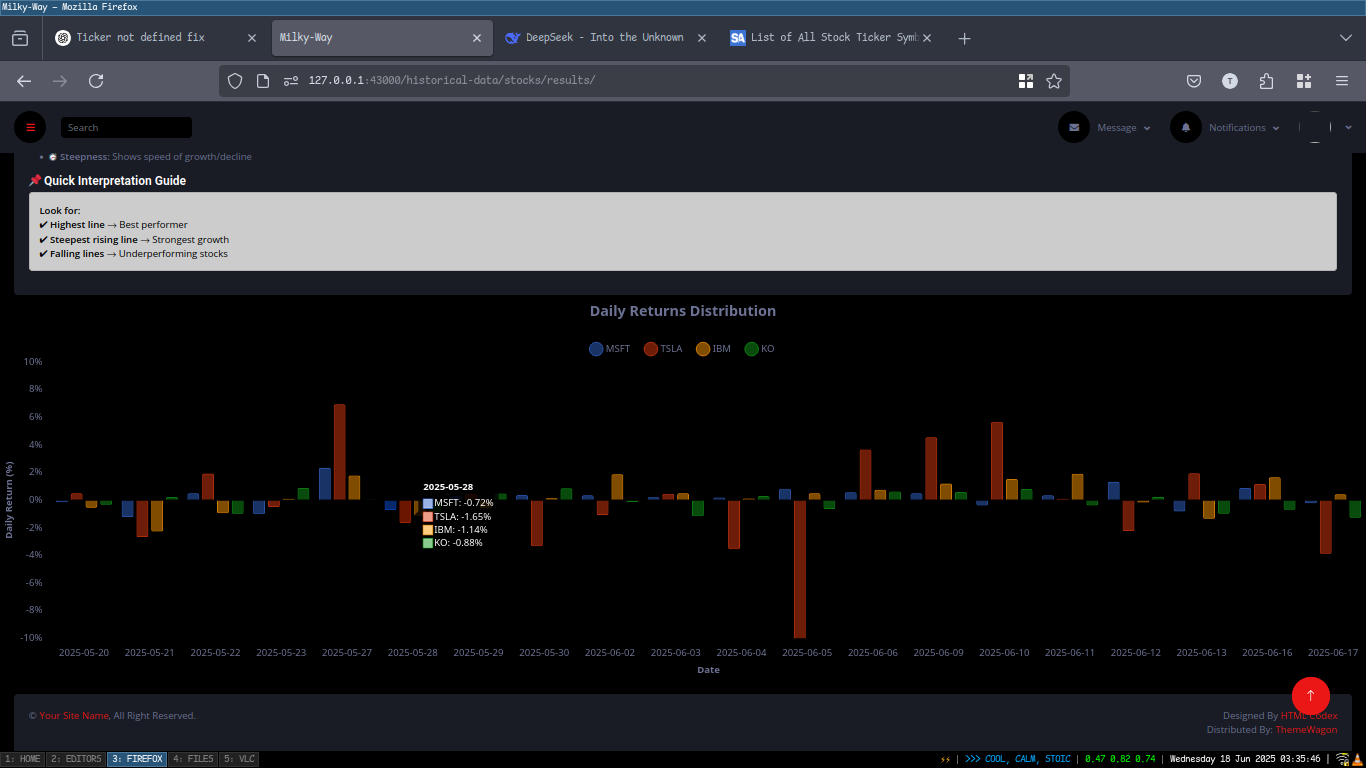 Milky-Way — Mozilla Firefox
Ticker not defined fix
Milky-Way
DeepSeek - Into the Unknown
SA List of All Stock Ticker Symb
127.0.0.1:43000/historical-data/stocks/results/
T
Search
Message
Notifications
• Steepness: Shows speed of growth/decline
📌 Quick Interpretation Guide
Look for:
✔ Highest line → Best performer
✔ Steepest rising line → Strongest growth
✔ Falling lines → Underperforming stocks
Daily Returns Distribution
MSFT TSLA IBM KO
Daily Return (%)
10%
8%
6%
4%
2%
0%
-2%
-4%
-6%
-8%
-10%
2025-05-28
MSFT: -0.72%
TSLA: -1.65%
IBM: -1.14%
KO: -0.88%
2025-05-20 2025-05-21 2025-05-22 2025-05-23 2025-05-27 2025-05-28 2025-05-29 2025-05-30 2025-06-02 2025-06-03 2025-06-04 2025-06-05 2025-06-06 2025-06-09 2025-06-10 2025-06-11 2025-06-12 2025-06-13 2025-06-16 2025-06-17
Date
© Your Site Name, All Right Reserved.
Designed By HTML Codex
Distributed By: ThemeWagon
1: HOME 2: EDITORS 3: FIREFOX 4: FILES 5: VLC
⚡⚡ | >>> COOL, CALM, STOIC | 0.47 0.82 0.74 | Wednesday 18 Jun 2025 03:35:46 |